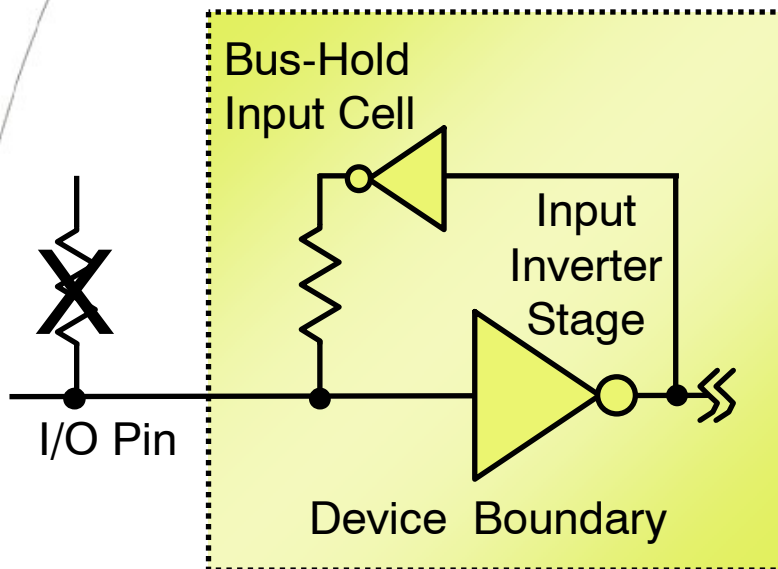 Bus-Hold
Input Cell
Input
Inverter
Stage
I/O Pin
Device Boundary